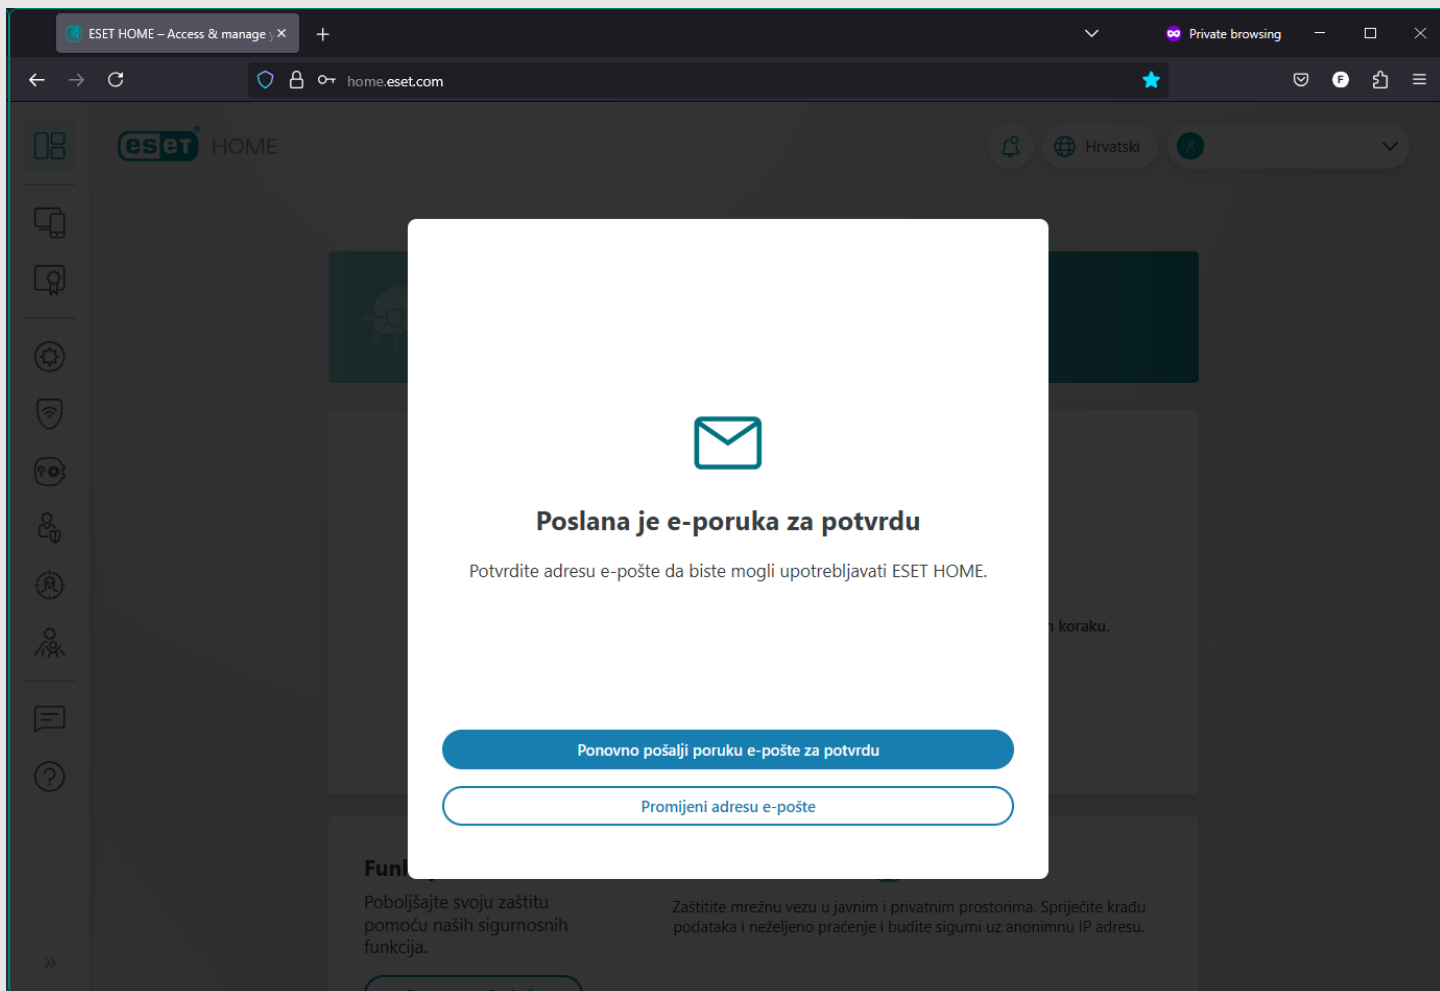 ESET HOME – Access & manage y
Private browsing
home.eset.com
eset HOME
Hrvatski
Poslana je e-poruka za potvrdu
Potvrdite adresu e-pošte da biste mogli upotrebljavati ESET HOME.
koraku.
Ponovno pošalji poruku e-pošte za potvrdu
Promijeni adresu e-pošte
Poboljšajte svoju zaštitu
pomoću naših sigurnosnih
funkcija.
Zaštitite mrežnu vezu u javnim i privatnim prostorima. Spriječite krađu
podataka i neželjeno praćenje i budite sigurni uz anonimnu IP adresu.